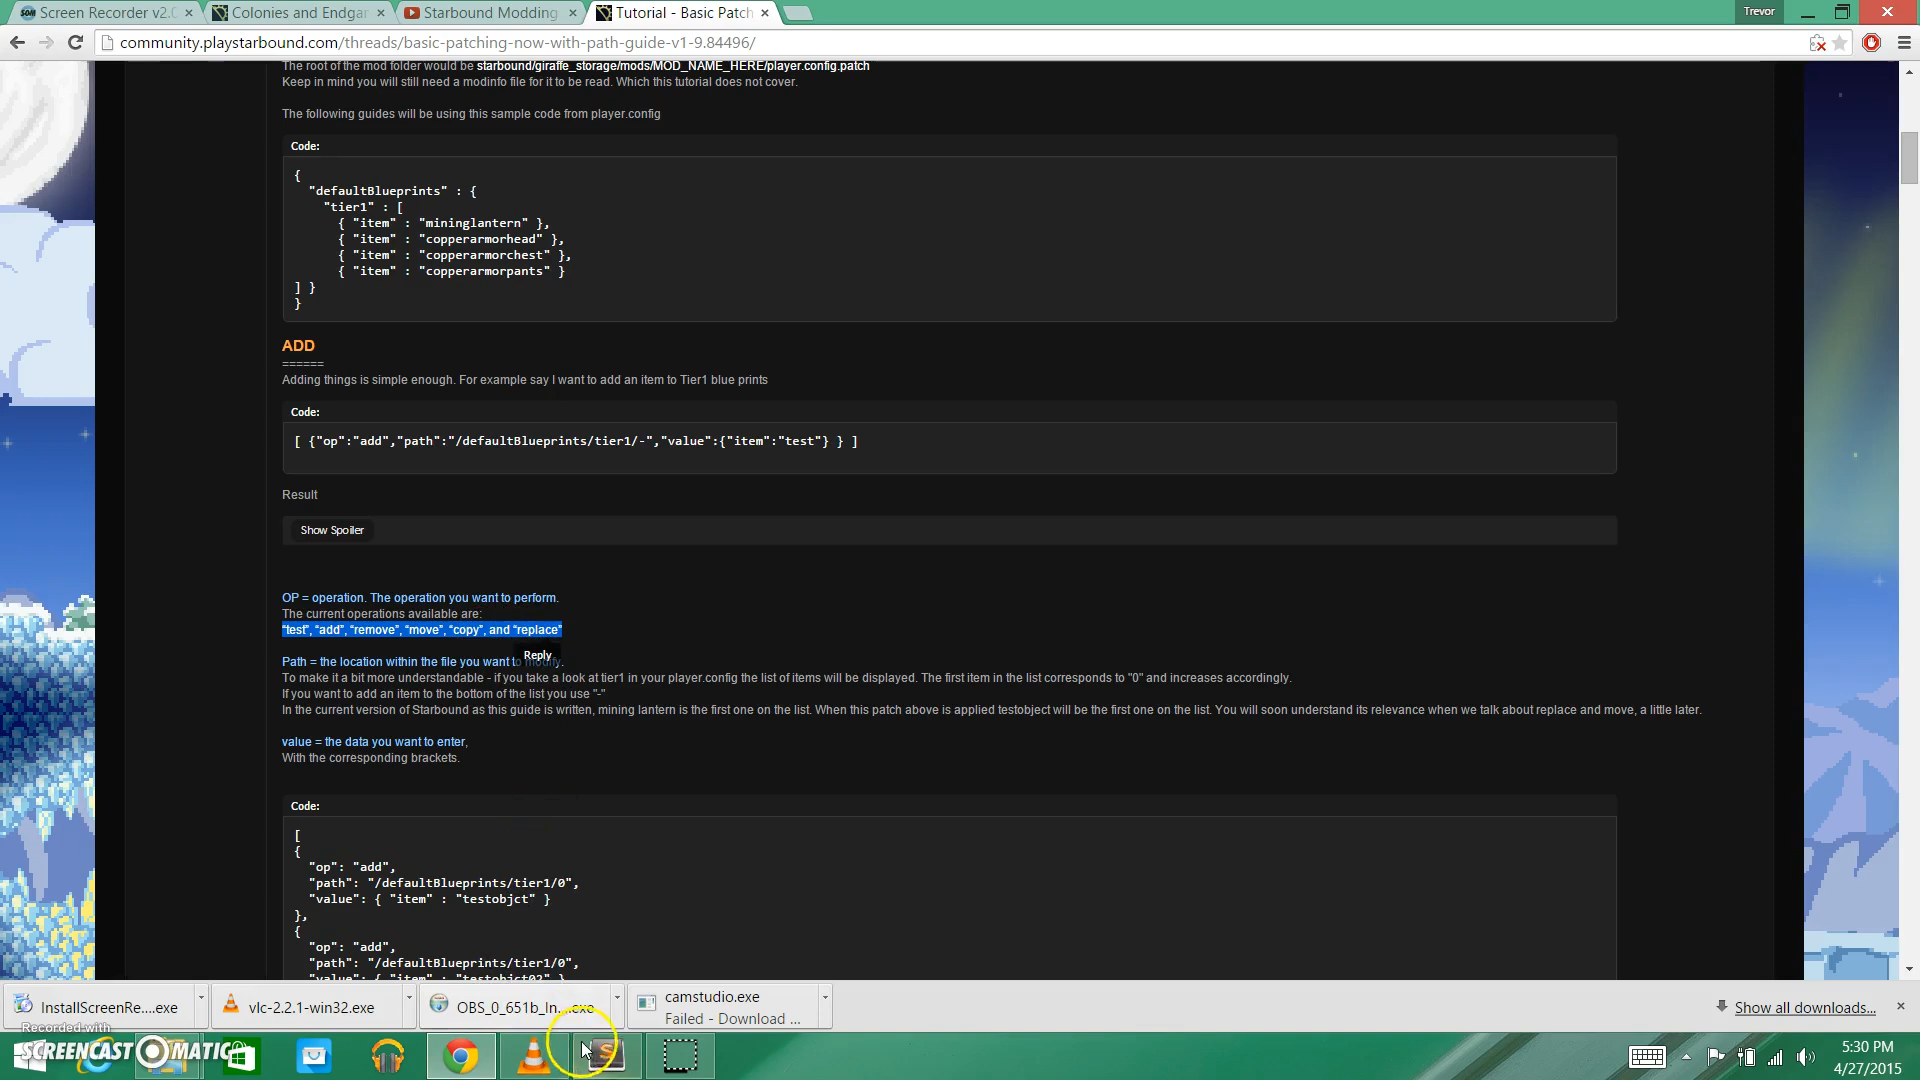 Screen Recorder v2.0
Colonies and Endgar
Starbound Modding
Tutorial - Basic Patch
Trevor
community.playstarbound.com/threads/basic-patching-now-with-path-guide-v1-9.84496/
The root of the mod folder would be starbound/giraffe_storage/mods/MOD_NAME_HERE/player.config.patch
Keep in mind you will still need a modinfo file for it to be read. Which this tutorial does not cover.
The following guides will be using this sample code from player.config
Code:
{
"defaultBlueprints" : {
"tier1" : [
{ "item" : "mininglantern" },
{ "item" : "copperarmorhead" },
{ "item" : "copperarmorchest" },
{ "item" : "copperarmorpants" }
] }
}
ADD
======
Adding things is simple enough. For example say I want to add an item to Tier1 blue prints
Code:
[ {"op":"add","path":"/defaultBlueprints/tier1/-","value":{"item":"test"} } ]
Result
Show Spoiler
OP = operation. The operation you want to perform.
The current operations available are:
“test”, “add”, “remove”, “move”, “copy”, and “replace”
Reply
Path = the location within the file you want to modify.
To make it a bit more understandable - if you take a look at tier1 in your player.config the list of items will be displayed. The first item in the list corresponds to "0" and increases accordingly.
If you want to add an item to the bottom of the list you use "-"
In the current version of Starbound as this guide is written, mining lantern is the first one on the list. When this patch above is applied testobject will be the first one on the list. You will soon understand its relevance when we talk about replace and move, a little later.
value = the data you want to enter,
With the corresponding brackets.
Code:
[
{
"op": "add",
"path": "/defaultBlueprints/tier1/0",
"value": { "item" : "testobjct" }
},
{
"op": "add",
"path": "/defaultBlueprints/tier1/0",
"value": { "item" : "testobjct02" }
InstallScreenRe....exe
vlc-2.2.1-win32.exe
OBS_0_651b_In....exe
camstudio.exe
Failed - Download ...
Show all downloads...
Recorded with
SCREENCAST MATIC
5:30 PM
4/27/2015